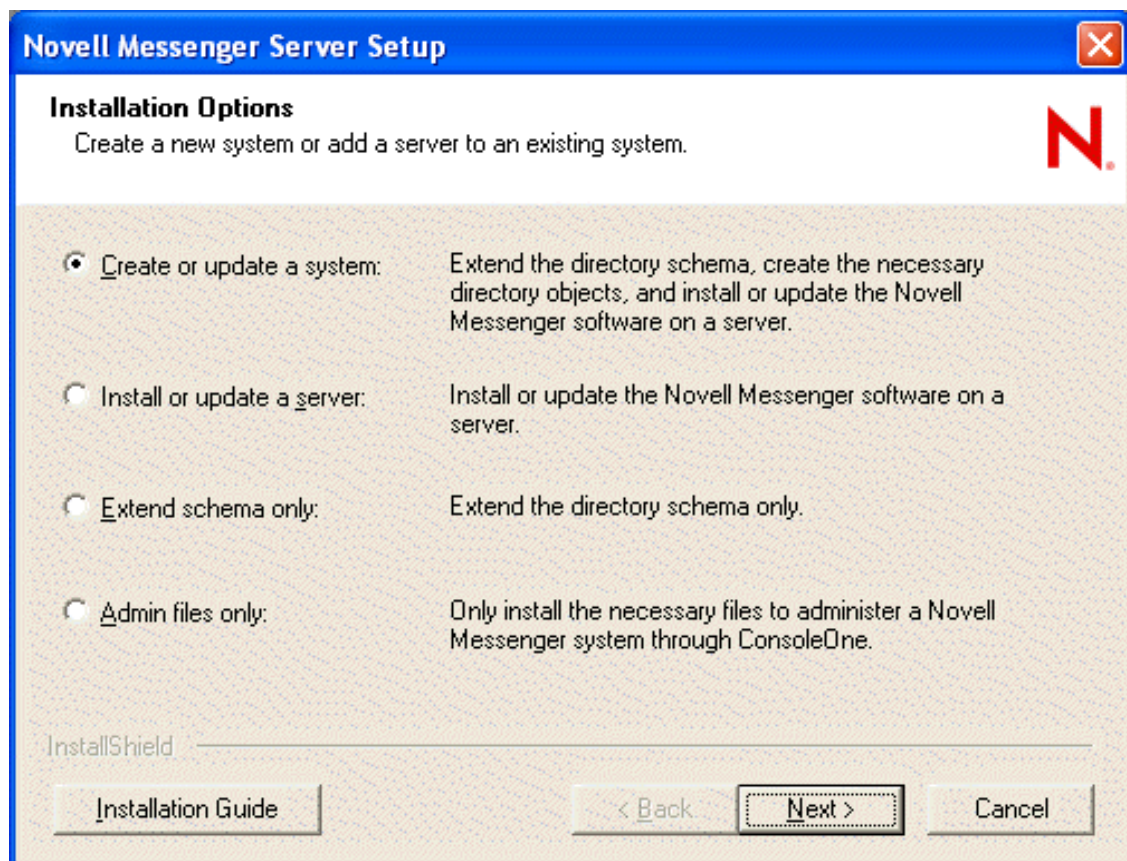 Novell Messenger Server Setup
Installation Options
Create a new system or add a server to an existing system.
N
Create or update a system:
Extend the directory schema, create the necessary
directory objects, and install or update the Novell
Messenger software on a server.
Install or update a server:
Install or update the Novell Messenger software on a
server.
Extend schema only:
Extend the directory schema only.
Admin files only:
Only install the necessary files to administer a Novell
Messenger system through ConsoleOne.
InstallShield
Installation Guide
< Back
Next >
Cancel